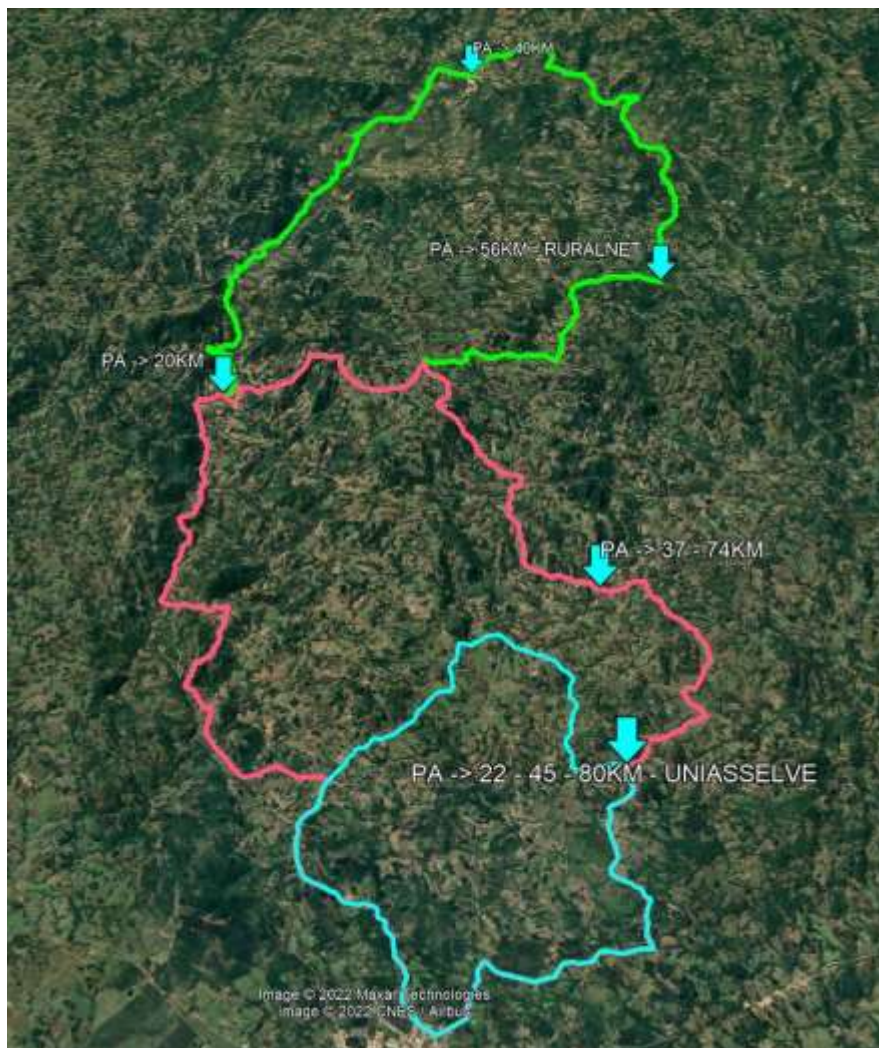 PA -> 40KM
PA -> 56KM - RURALNET
PA -> 20KM
PA -> 37 - 74KM
PA -> 22 - 45 - 80KM - UNIASSELVE
Image © 2022 Maxar Technologies
Image © 2022 CNES / Airbus